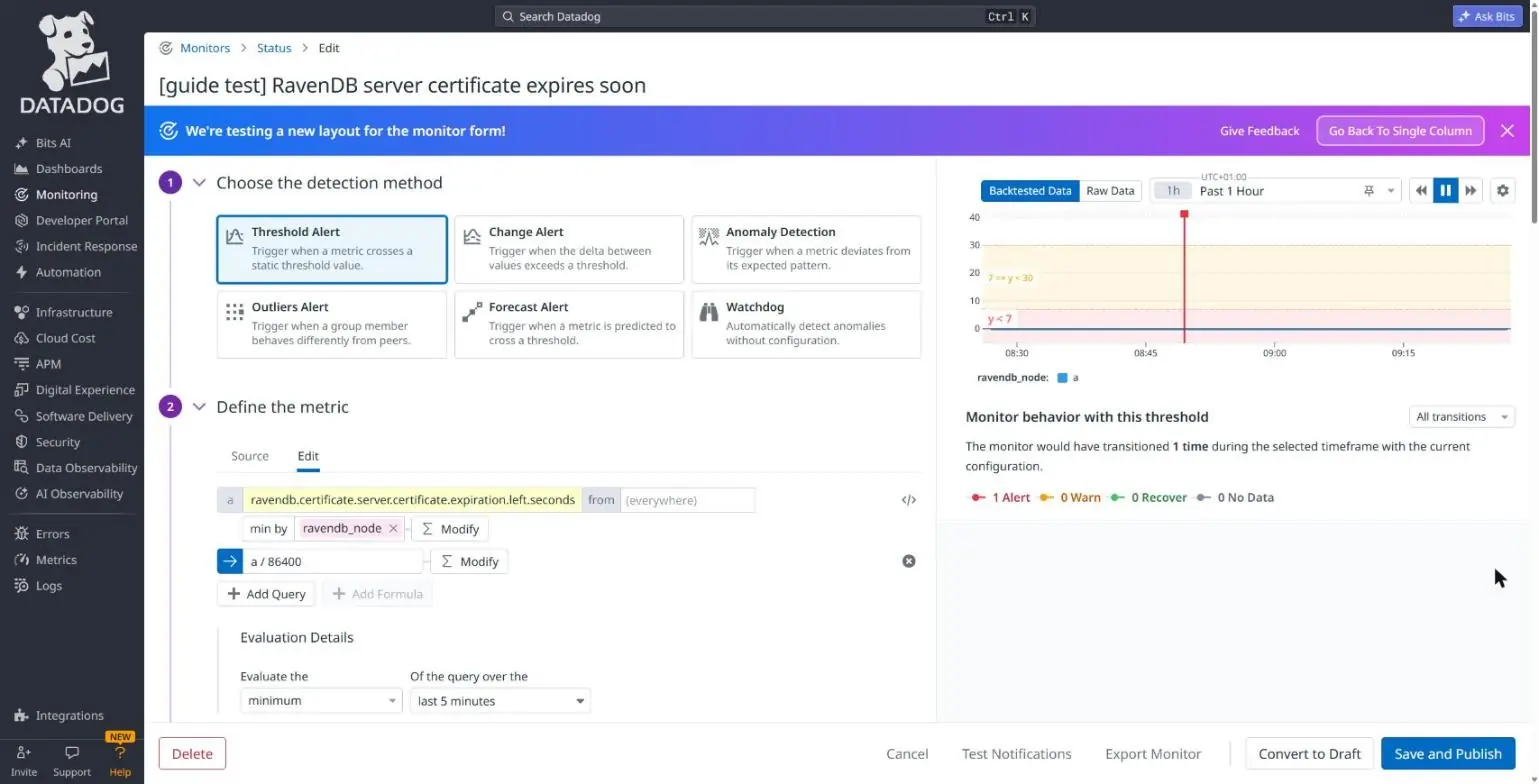 Search Datadog
Ctrl K
Ask Bits
DATADOG
Bits AI
Dashboards
Monitoring
Developer Portal
Incident Response
Automation
Infrastructure
Cloud Cost
APM
Digital Experience
Software Delivery
Security
Data Observability
AI Observability
Errors
Metrics
Logs
Integrations
NEW
Invite
Support
?
Help
Monitors > Status > Edit
[guide test] RavenDB server certificate expires soon
We're testing a new layout for the monitor form!
Give Feedback
Go Back To Single Column
1
Choose the detection method
Threshold Alert
Trigger when a metric crosses a
static threshold value.
Change Alert
Trigger when the delta between
values exceeds a threshold.
Anomaly Detection
Trigger when a metric deviates from
its expected pattern.
Outliers Alert
Trigger when a group member
behaves differently from peers.
Forecast Alert
Trigger when a metric is predicted to
cross a threshold.
Watchdog
Automatically detect anomalies
without configuration.
2
Define the metric
Source
Edit
a ravendb.certificate.server.certificate.expiration.left.seconds from (everywhere)
</>
min by ravendb_node Σ Modify
a / 86400 Σ Modify
+ Add Query
+ Add Formula
Evaluation Details
Evaluate the
minimum
Of the query over the
last 5 minutes
Backtested Data
Raw Data
1h
UTC+01:00
Past 1 Hour
40
30
20
10
0
7 <= y < 30
y < 7
08:30
08:45
09:00
09:15
ravendb_node: a
Monitor behavior with this threshold
All transitions
The monitor would have transitioned 1 time during the selected timeframe with the current
configuration.
1 Alert
0 Warn
0 Recover
0 No Data
Delete
Cancel
Test Notifications
Export Monitor
Convert to Draft
Save and Publish